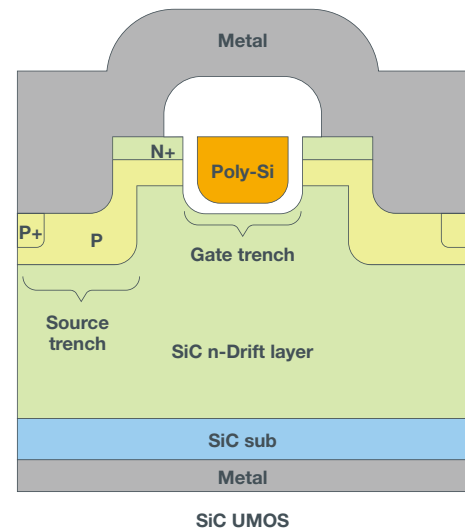 Metal
N+
Poly-Si
P+
P
Gate trench
Source
trench
SiC n-Drift layer
SiC sub
Metal
SiC UMOS